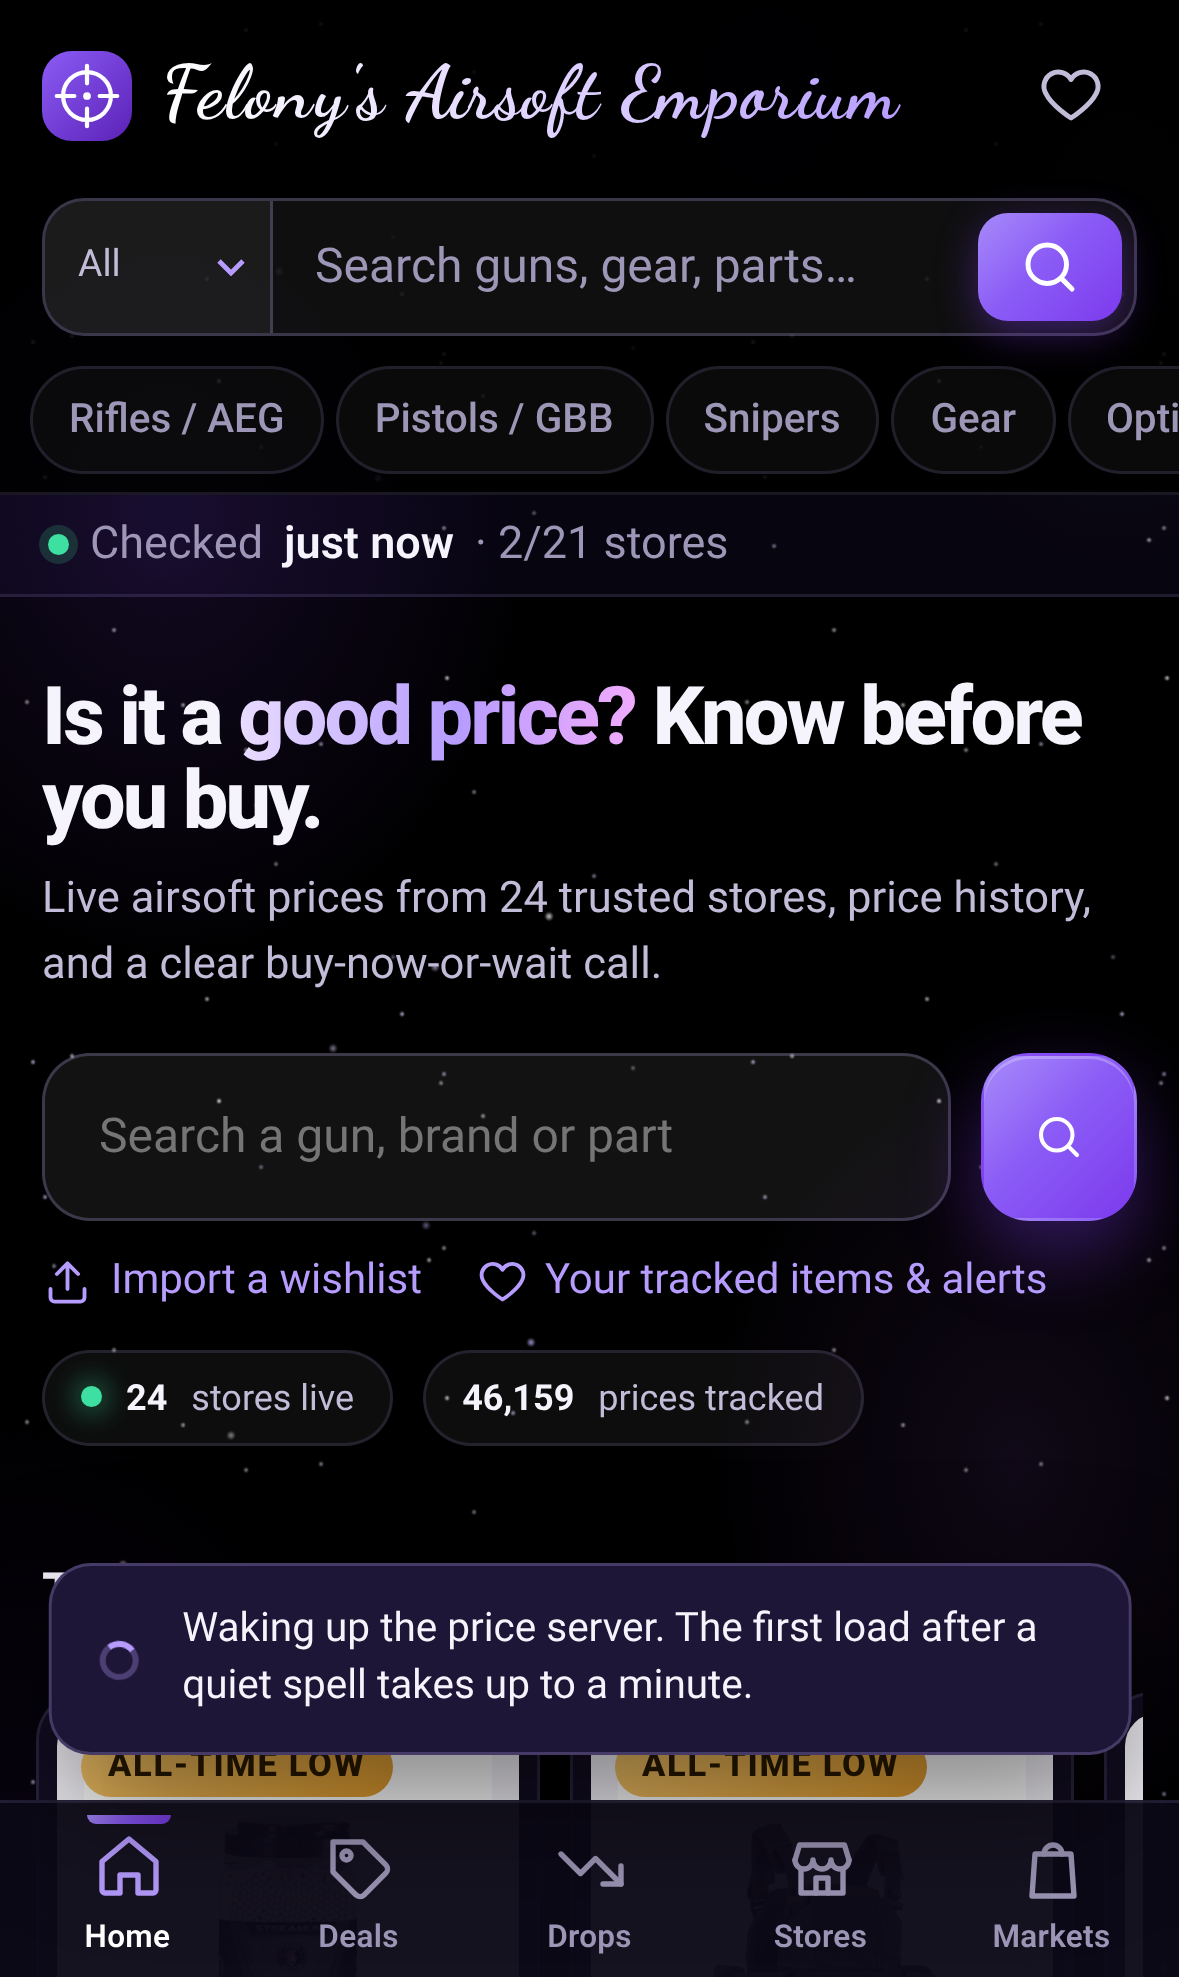 Felony's Airsoft Emporium
All
Search guns, gear, parts…
Rifles / AEG
Pistols / GBB
Snipers
Gear
Opti
Checked just now · 2/21 stores
Is it a good price? Know before
you buy.
Live airsoft prices from 24 trusted stores, price history,
and a clear buy-now-or-wait call.
Search a gun, brand or part
Import a wishlist
Your tracked items & alerts
24 stores live
46,159 prices tracked
Waking up the price server. The first load after a
quiet spell takes up to a minute.
ALL-TIME LOW
ALL-TIME LOW
Home
Deals
Drops
Stores
Markets